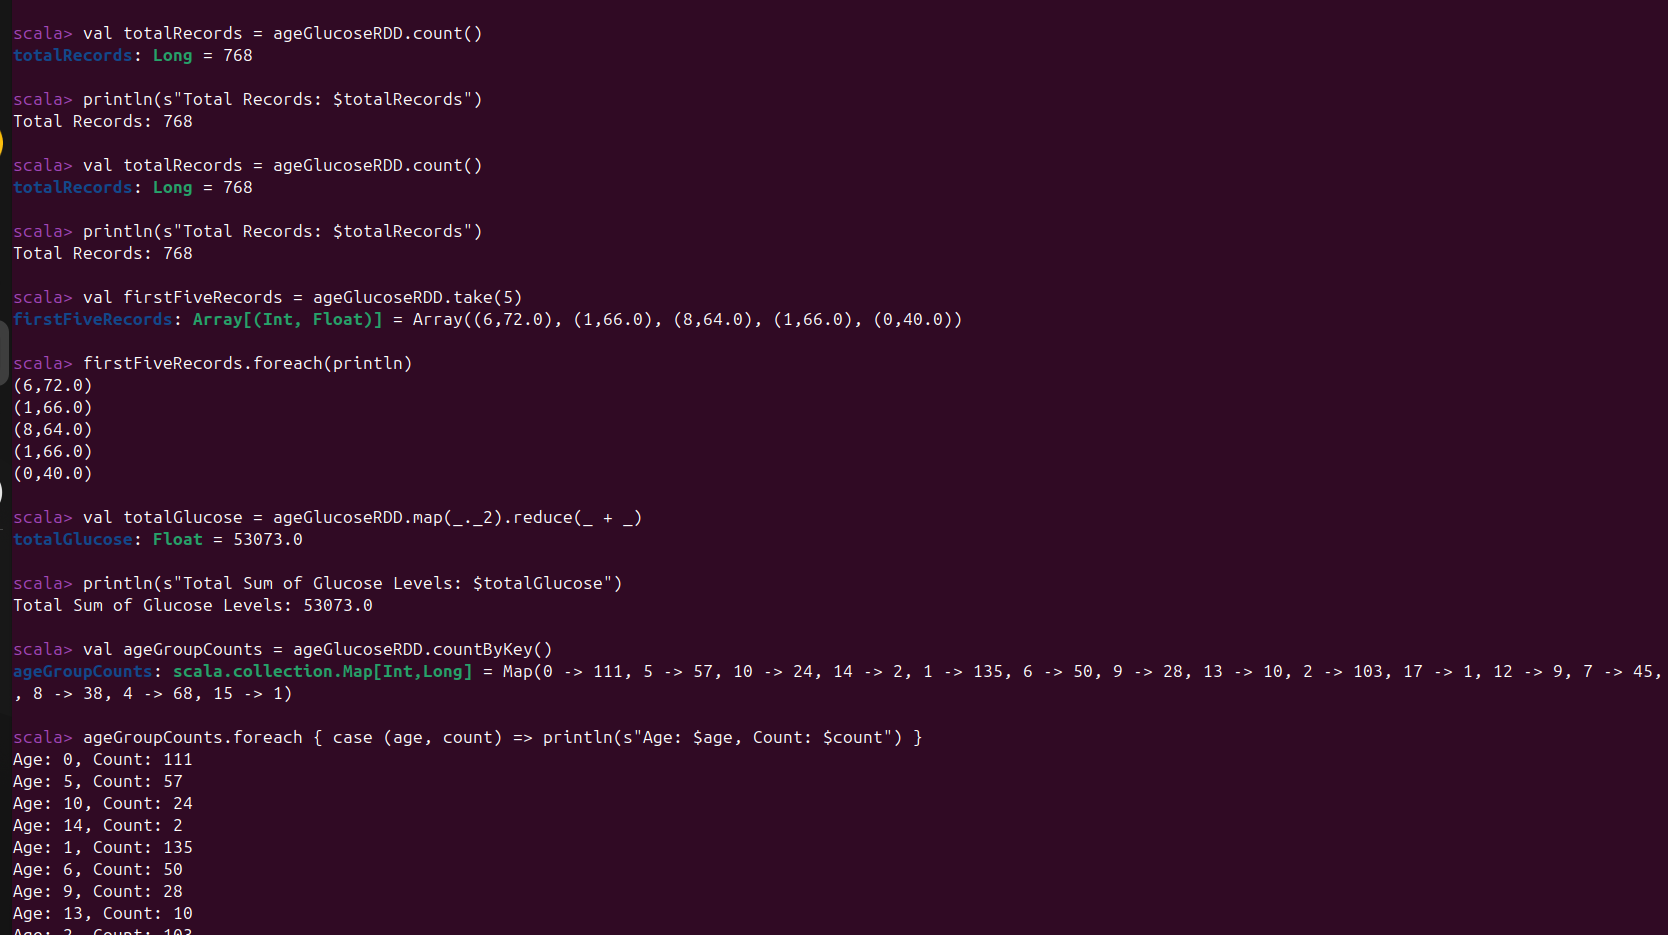 scala> val totalRecords = ageGlucoseRDD.count()
totalRecords: Long = 768
scala> println(s"Total Records: $totalRecords")
Total Records: 768
scala> val totalRecords = ageGlucoseRDD.count()
totalRecords: Long = 768
scala> println(s"Total Records: $totalRecords")
Total Records: 768
scala> val firstFiveRecords = ageGlucoseRDD.take(5)
firstFiveRecords: Array[(Int, Float)] = Array((6,72.0), (1,66.0), (8,64.0), (1,66.0), (0,40.0))
scala> firstFiveRecords.foreach(println)
(6,72.0)
(1,66.0)
(8,64.0)
(1,66.0)
(0,40.0)
scala> val totalGlucose = ageGlucoseRDD.map(_._2).reduce(_ + _)
totalGlucose: Float = 53073.0
scala> println(s"Total Sum of Glucose Levels: $totalGlucose")
Total Sum of Glucose Levels: 53073.0
scala> val ageGroupCounts = ageGlucoseRDD.countByKey()
ageGroupCounts: scala.collection.Map[Int,Long] = Map(0 -> 111, 5 -> 57, 10 -> 24, 14 -> 2, 1 -> 135, 6 -> 50, 9 -> 28, 13 -> 10, 2 -> 103, 17 -> 1, 12 -> 9, 7 -> 45,
, 8 -> 38, 4 -> 68, 15 -> 1)
scala> ageGroupCounts.foreach { case (age, count) => println(s"Age: $age, Count: $count") }
Age: 0, Count: 111
Age: 5, Count: 57
Age: 10, Count: 24
Age: 14, Count: 2
Age: 1, Count: 135
Age: 6, Count: 50
Age: 9, Count: 28
Age: 13, Count: 10
Age: 2, Count: 103